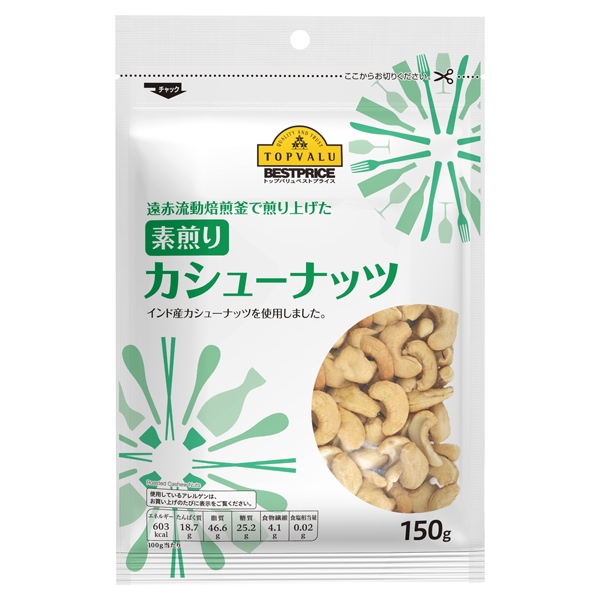 ここからお切りください。
チャック
QUALITY AND TRUST
TOPVALU
BESTPRICE
トップバリュベストプライス
遠赤流動焙煎釜で煎り上げた
素煎り
カシューナッツ
インド産カシューナッツを使用しました。
Roasted Cashew Nuts
使用しているアレルゲンは、
お買い上げのたびに表示をご覧ください。
エネルギー たんぱく質 脂質 糖質 食物繊維 食塩相当量
603 kcal 18.7 g 46.6 g 25.2 g 4.1 g 0.02 g
100g当たり
150g